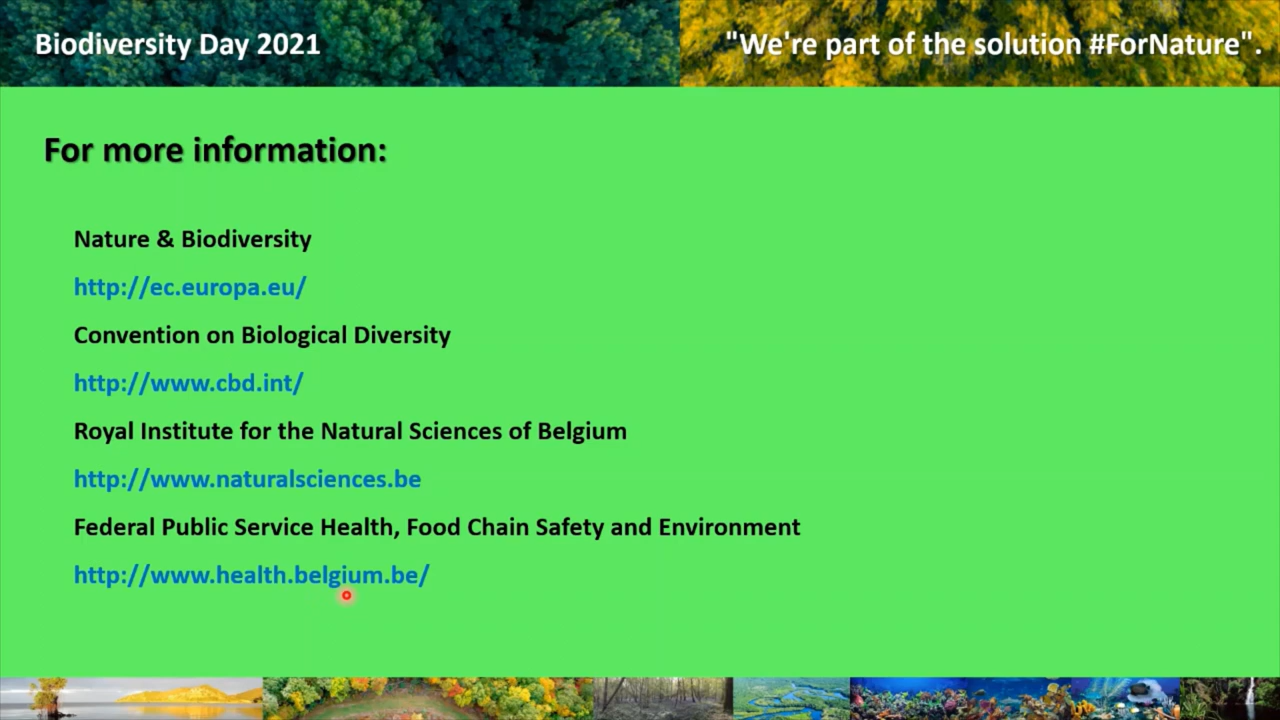 Biodiversity Day 2021
"We're part of the solution #ForNature".
For more information:
Nature & Biodiversity
http://ec.europa.eu/
Convention on Biological Diversity
http://www.cbd.int/
Royal Institute for the Natural Sciences of Belgium
http://www.naturalsciences.be
Federal Public Service Health, Food Chain Safety and Environment
http://www.health.belgium.be/